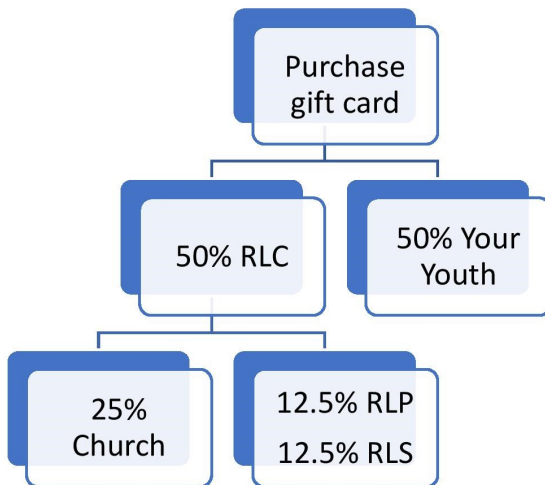 Purchase
gift card
50% RLC
50% Your
Youth
25%
Church
12.5% RLP
12.5% RLS